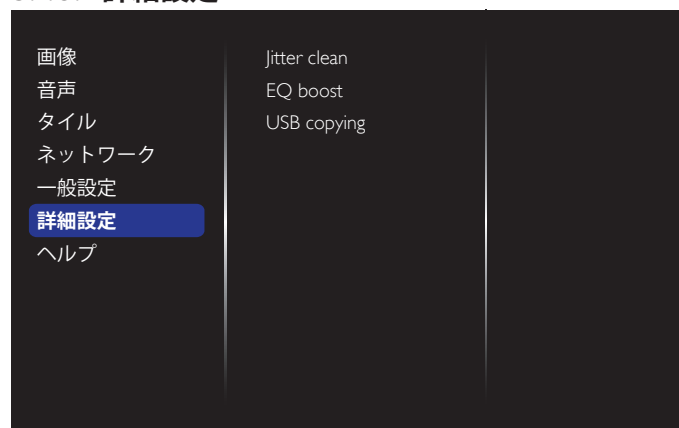 画像
音声
タイル
ネットワーク
一般設定
詳細設定
ヘルプ
Jitter clean
EQ boost
USB copying